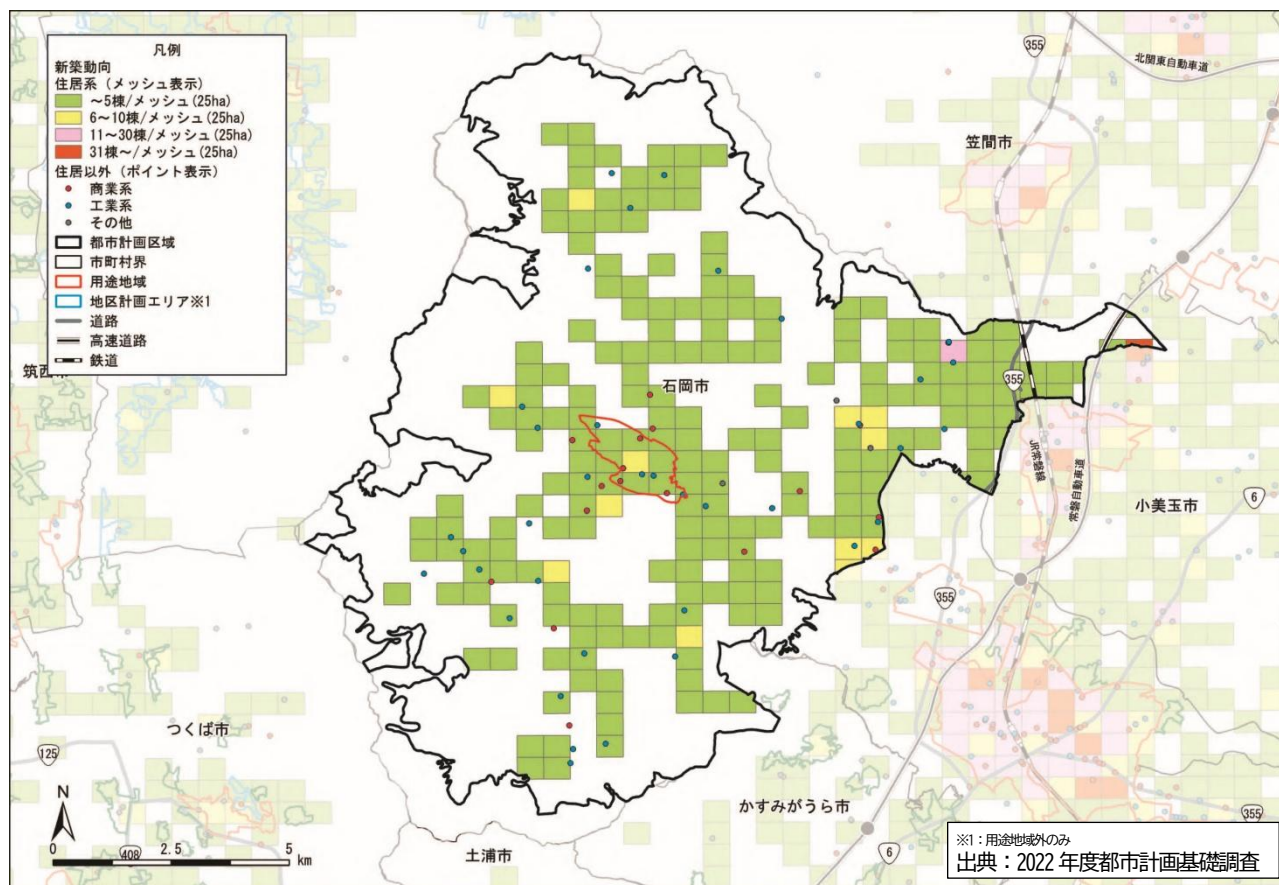 凡例
新築動向
住居系（メッシュ表示）
～5棟/メッシュ(25ha)
6～10棟/メッシュ(25ha)
11～30棟/メッシュ(25ha)
31棟～/メッシュ(25ha)
住居以外（ポイント表示）
商業系
工業系
その他
都市計画区域
市町村界
用途地域
地区計画エリア※1
道路
高速道路
鉄道
355
北関東自動車道
笠間市
筑西市
石岡市
355
JR常磐線
常磐自動車道
6
小美玉市
355
つくば市
125
かすみがうら市
355
N
0 2.5 5
km
408
土浦市
6
※1：用途地域外のみ
出典：2022年度都市計画基礎調査